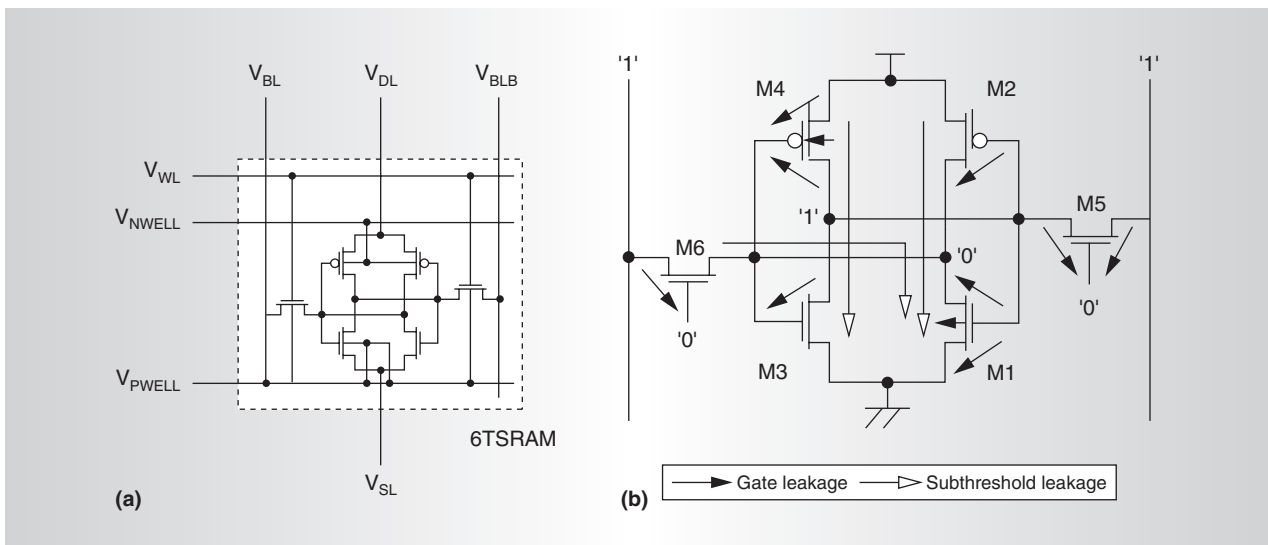 V_BL
V_DL
V_BLB
V_WL
V_NWELL
V_PWELL
6TSRAM
V_SL
(a)
'1'
'1'
M4
M2
'1'
M5
M6
'0'
'0'
'0'
M3
M1
(b)
Gate leakage
Subthreshold leakage